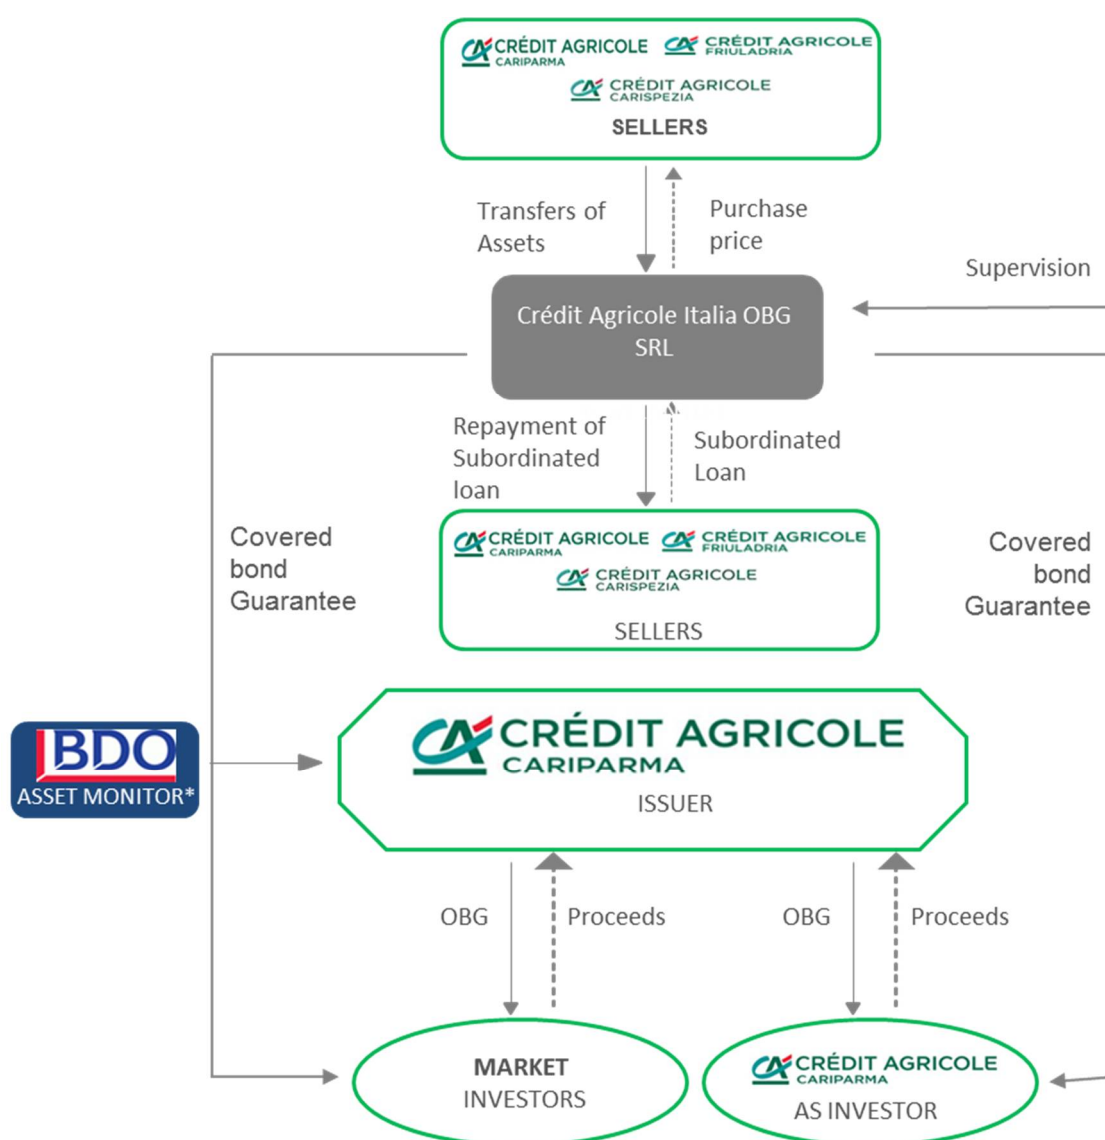 CRÉDIT AGRICOLE
CARIPARMA
CRÉDIT AGRICOLE
FRIULADRIA
CRÉDIT AGRICOLE
CARISPEZIA
SELLERS
Transfers of
Assets
Purchase
price
Supervision
Crédit Agricole Italia OBG
SRL
Repayment of
Subordinated
loan
Subordinated
Loan
Covered
bond
Guarantee
CRÉDIT AGRICOLE
CARIPARMA
CRÉDIT AGRICOLE
FRIULADRIA
CRÉDIT AGRICOLE
CARISPEZIA
SELLERS
Covered
bond
Guarantee
BDO
ASSET MONITOR*
CRÉDIT AGRICOLE
CARIPARMA
ISSUER
OBG
Proceeds
OBG
Proceeds
MARKET
INVESTORS
CRÉDIT AGRICOLE
CARIPARMA
AS INVESTOR